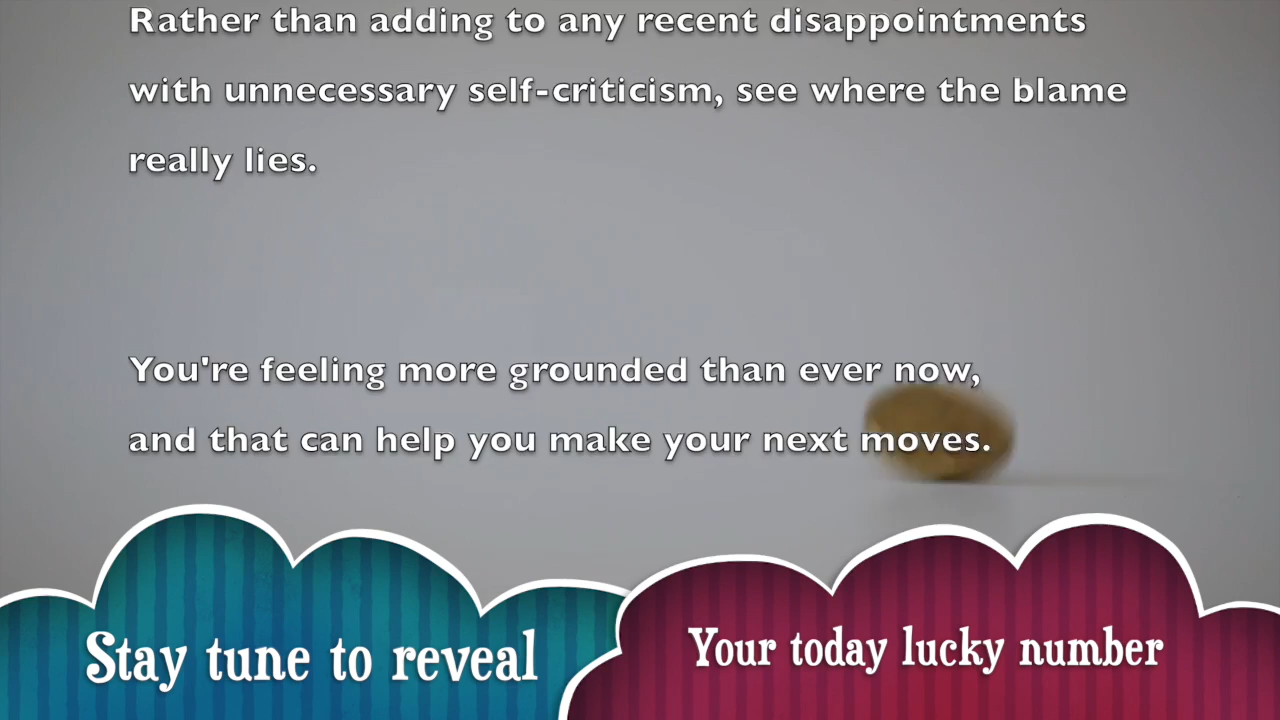 Rather than adding to any recent disappointments
with unnecessary self-criticism, see where the blame
really lies.
You're feeling more grounded than ever now,
and that can help you make your next moves.
Stay tune to reveal
Your today lucky number